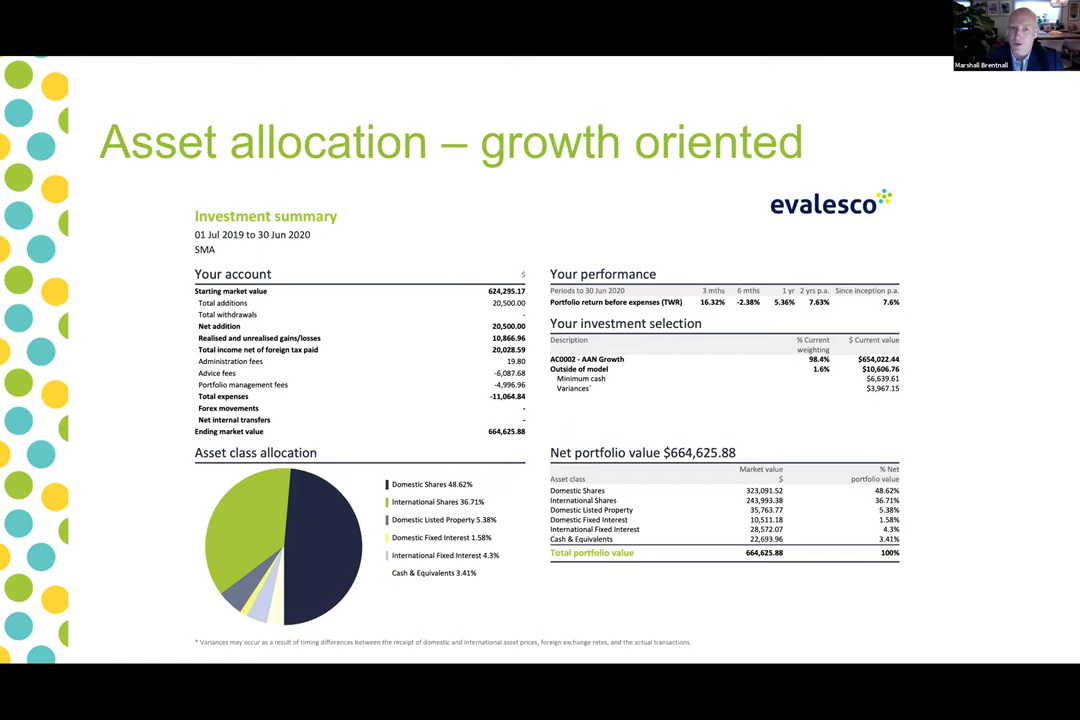 Marshall Brentnall
Asset allocation – growth oriented
evalesco
Investment summary
01 Jul 2019 to 30 Jun 2020
SMA
Your account $
Starting market value 624,295.17
Total additions 20,500.00
Total withdrawals -
Net addition 20,500.00
Realised and unrealised gains/losses 10,866.96
Total income net of foreign tax paid 20,028.59
Administration fees 19.80
Advice fees -6,087.68
Portfolio management fees -4,996.96
Total expenses -11,064.84
Forex movements -
Net internal transfers -
Ending market value 664,625.88
Your performance
Periods to 30 Jun 2020 3 mths 6 mths 1 yr 2 yrs p.a. Since inception p.a.
Portfolio return before expenses (TWR) 16.32% -2.38% 5.36% 7.63% 7.6%
Your investment selection
Description % Current $ Current value
weighting
AC0002 - AAN Growth 98.4% $654,022.44
Outside of model 1.6% $10,606.76
Minimum cash $6,639.61
Variances* $3,967.15
Asset class allocation
Domestic Shares 48.62%
International Shares 36.71%
Domestic Listed Property 5.38%
Domestic Fixed Interest 1.58%
International Fixed Interest 4.3%
Cash & Equivalents 3.41%
Net portfolio value $664,625.88
Market value % Net
Asset class $ portfolio value
Domestic Shares 323,091.52 48.62%
International Shares 243,993.38 36.71%
Domestic Listed Property 35,763.77 5.38%
Domestic Fixed Interest 10,511.18 1.58%
International Fixed Interest 28,572.07 4.3%
Cash & Equivalents 22,693.96 3.41%
Total portfolio value 664,625.88 100%
* Variances may occur as a result of timing differences between the receipt of domestic and international asset prices, foreign exchange rates, and the actual transactions.